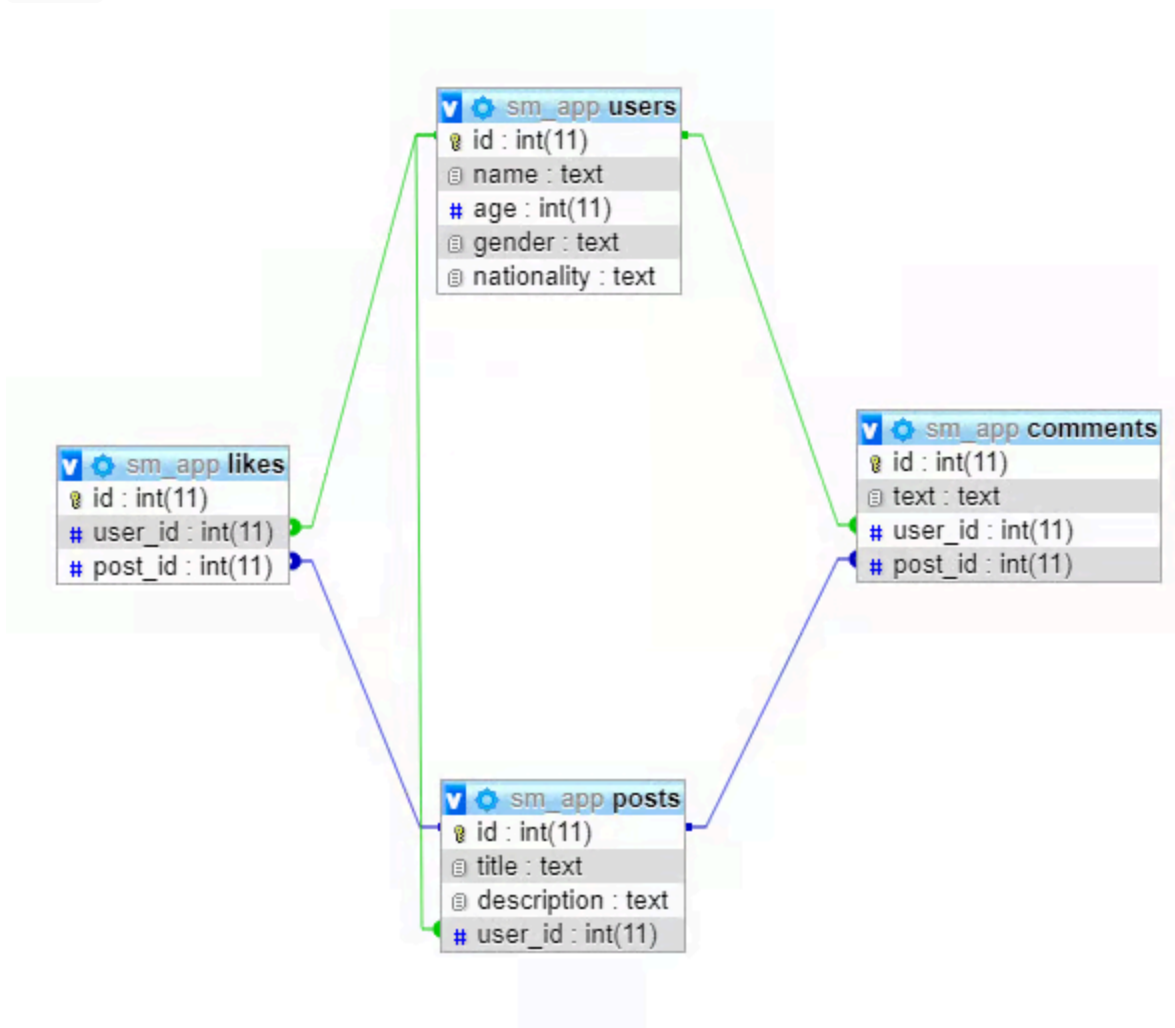 sm_app users
id : int(11)
name : text
# age : int(11)
gender : text
nationality : text
sm_app likes
id : int(11)
# user_id : int(11)
# post_id : int(11)
sm_app comments
id : int(11)
text : text
# user_id : int(11)
# post_id : int(11)
sm_app posts
id : int(11)
title : text
description : text
# user_id : int(11)